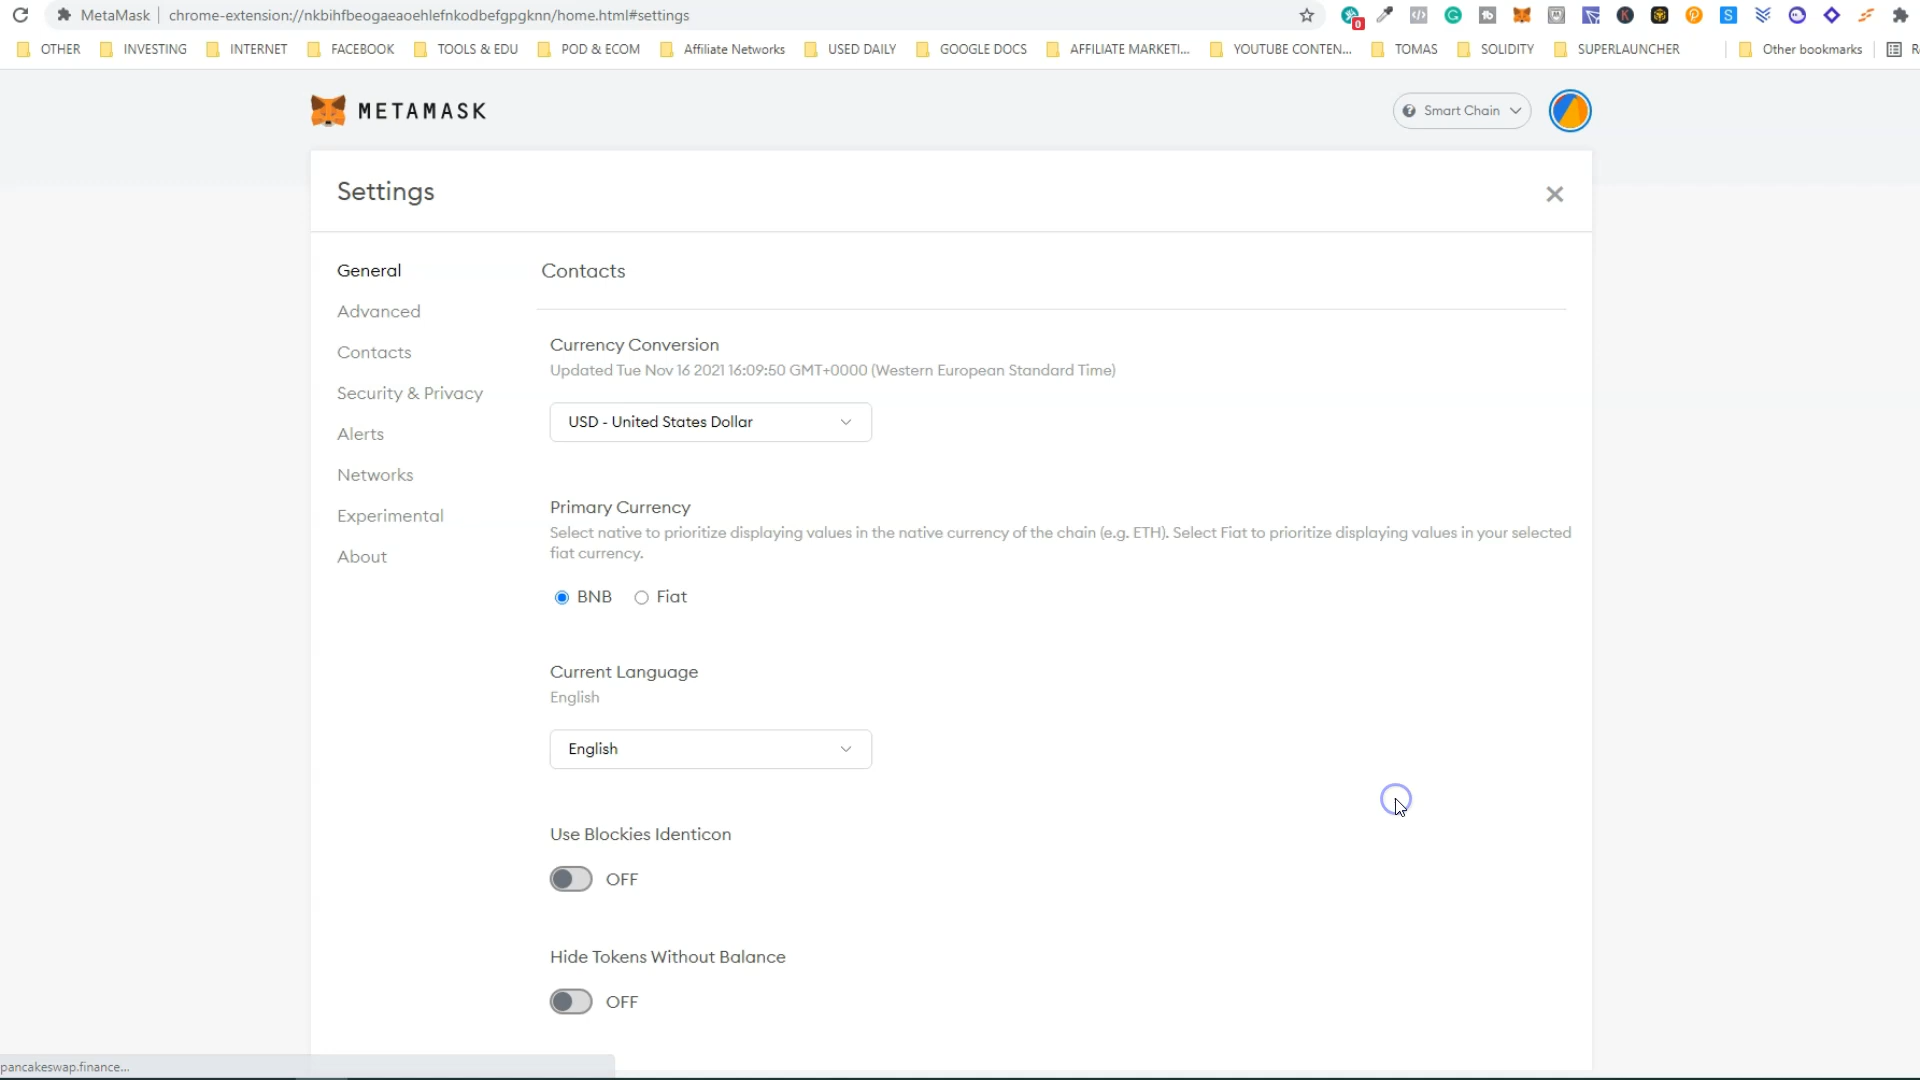 MetaMask chrome-extension://nkbihfbeogaeaoehlefnkodbefgpgknn/home.html#settings
0
OTHER INVESTING INTERNET FACEBOOK TOOLS & EDU POD & ECOM Affiliate Networks USED DAILY GOOGLE DOCS AFFILIATE MARKETI... YOUTUBE CONTEN... TOMAS SOLIDITY SUPERLAUNCHER Other bookmarks
METAMASK
Smart Chain
Settings
General
Advanced
Contacts
Security & Privacy
Alerts
Networks
Experimental
About
Contacts
Currency Conversion
Updated Tue Nov 16 2021 16:09:50 GMT+0000 (Western European Standard Time)
USD - United States Dollar
Primary Currency
Select native to prioritize displaying values in the native currency of the chain (e.g. ETH). Select Fiat to prioritize displaying values in your selected
fiat currency.
BNB Fiat
Current Language
English
English
Use Blockies Identicon
OFF
Hide Tokens Without Balance
OFF
pancakeswap.finance...